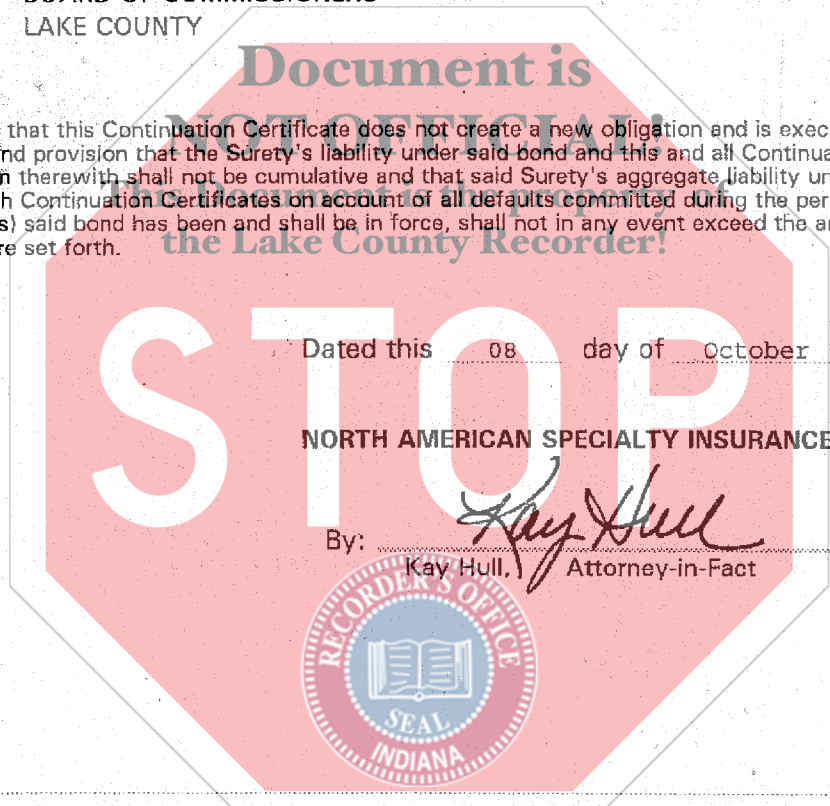 BOARD OF COMMISSIONERS
LAKE COUNTY
Document is
NOT OFFICIAL!
This Document is the property of
the Lake County Recorder!
that this Continuation Certificate does not create a new obligation and is exec
nd provision that the Surety's liability under said bond and this and all Continua
n therewith shall not be cumulative and that said Surety's aggregate liability un
h Continuation Certificates on account of all defaults committed during the per
s) said bond has been and shall be in force, shall not in any event exceed the a
re set forth.
STOP
Dated this 08 day of October
NORTH AMERICAN SPECIALTY INSURANCE
By: Kay Hull
Kay Hull, Attorney-in-Fact
RECORDER'S OFFICE
SEAL
INDIANA